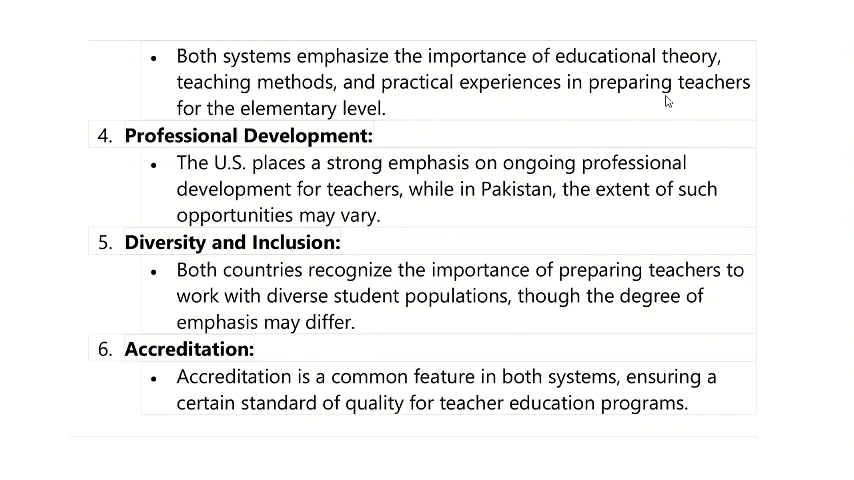 • Both systems emphasize the importance of educational theory,
teaching methods, and practical experiences in preparing teachers
for the elementary level.
4. Professional Development:
• The U.S. places a strong emphasis on ongoing professional
development for teachers, while in Pakistan, the extent of such
opportunities may vary.
5. Diversity and Inclusion:
• Both countries recognize the importance of preparing teachers to
work with diverse student populations, though the degree of
emphasis may differ.
6. Accreditation:
• Accreditation is a common feature in both systems, ensuring a
certain standard of quality for teacher education programs.